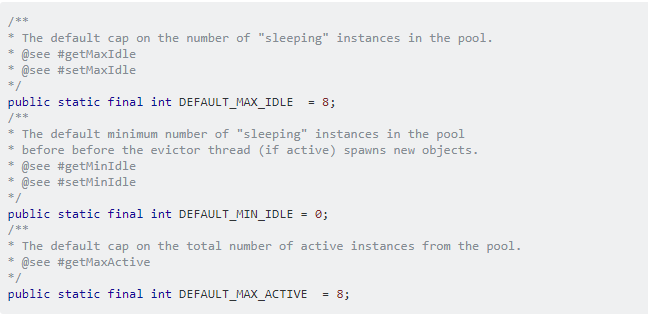 /**
* The default cap on the number of "sleeping" instances in the pool.
* @see #getMaxIdle
* @see #setMaxIdle
*/
public static final int DEFAULT_MAX_IDLE  = 8;
/**
* The default minimum number of "sleeping" instances in the pool
* before before the evictor thread (if active) spawns new objects.
* @see #getMinIdle
* @see #setMinIdle
*/
public static final int DEFAULT_MIN_IDLE = 0;
/**
* The default cap on the total number of active instances from the pool.
* @see #getMaxActive
*/
public static final int DEFAULT_MAX_ACTIVE  = 8;